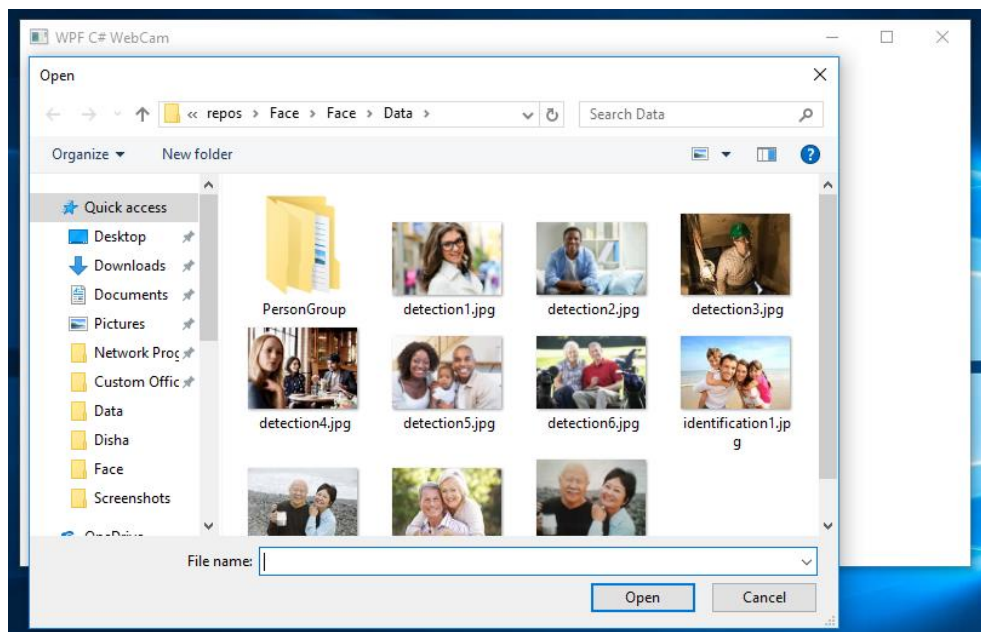 WPF C# WebCam
Open
« repos > Face > Face > Data >
Search Data
Organize
New folder
Quick access
Desktop
Downloads
Documents
Pictures
Network Prog
Custom Offic
Data
Disha
Face
Screenshots
OneDrive
PersonGroup
detection1.jpg
detection2.jpg
detection3.jpg
detection4.jpg
detection5.jpg
detection6.jpg
identification1.jp
g
File name:
Open
Cancel